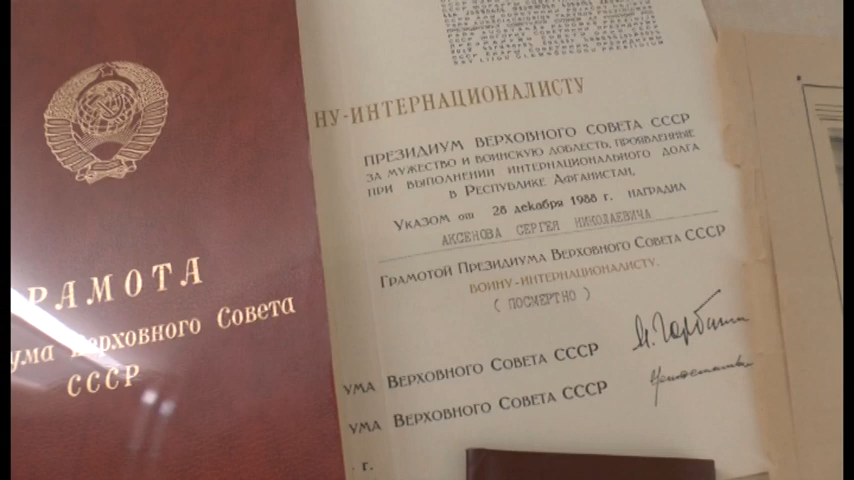 РАМОТА
ума Верховного Совета
СССР
НУ-ИНТЕРНАЦИОНАЛИСТУ
ПРЕЗИДИУМ ВЕРХОВНОГО СОВЕТА СССР
ЗА МУЖЕСТВО И ВОИНСКУЮ ДОБЛЕСТЬ, ПРОЯВЛЕННЫЕ
ПРИ ВЫПОЛНЕНИИ ИНТЕРНАЦИОНАЛЬНОГО ДОЛГА
В РЕСПУБЛИКЕ АФГАНИСТАН,
УКАЗОМ от 28 декабря 1988 г. НАГРАДИЛ
АКСЕНОВА СЕРГЕЯ НИКОЛАЕВИЧА
ГРАМОТОЙ ПРЕЗИДИУМА ВЕРХОВНОГО СОВЕТА СССР
ВОИНУ-ИНТЕРНАЦИОНАЛИСТУ.
( ПОСМЕРТНО )
УМА ВЕРХОВНОГО СОВЕТА СССР
УМА ВЕРХОВНОГО СОВЕТА СССР
г.